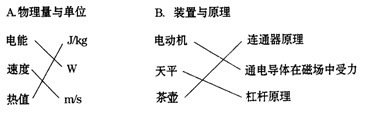 A.物理量与单位
B. 装置与原理
电能 J/kg
速度 W
热值 m/s
电动机 连通器原理
天平 通电导体在磁场中受力
茶壶 杠杆原理